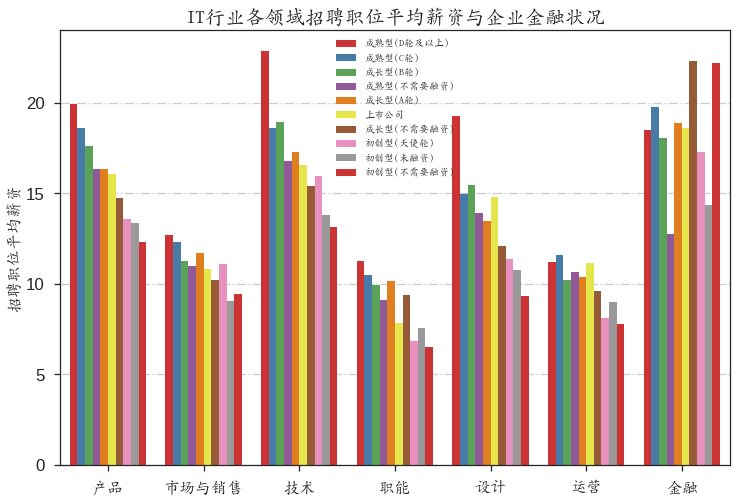 IT行业各领域招聘职位平均薪资与企业金融状况
成熟型(D轮及以上)
成熟型(C轮)
成长型(B轮)
成熟型(不需要融资)
成长型(A轮)
上市公司
成长型(不需要融资)
初创型(天使轮)
初创型(未融资)
初创型(不需要融资)
招聘职位平均薪资
20
15
10
5
0
产品 市场与销售 技术 职能 设计 运营 金融